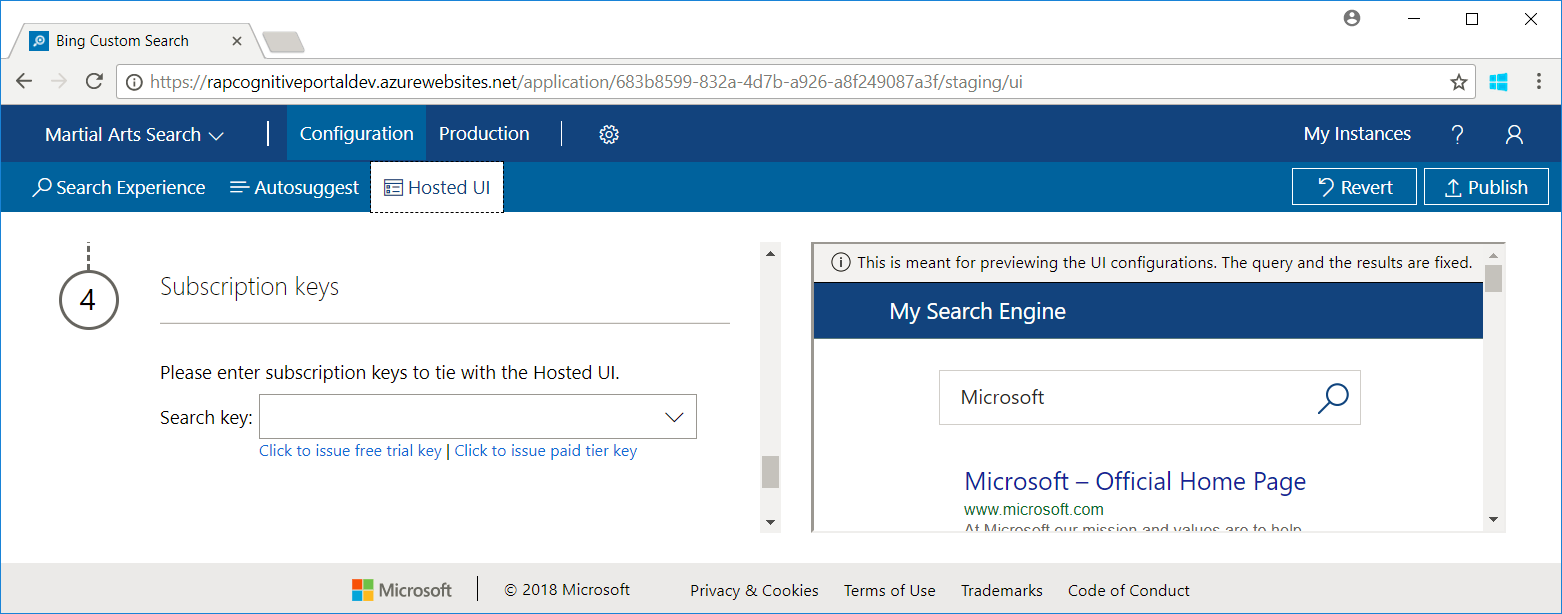 Bing Custom Search
https://rapcognitiveportaldev.azurewebsites.net/application/683b8599-832a-4d7b-a926-a8f249087a3f/staging/ui
Martial Arts Search Configuration Production My Instances ?
Search Experience Autosuggest Hosted UI Revert Publish
4 Subscription keys
Please enter subscription keys to tie with the Hosted UI.
Search key:
Click to issue free trial key | Click to issue paid tier key
This is meant for previewing the UI configurations. The query and the results are fixed.
My Search Engine
Microsoft
Microsoft – Official Home Page
www.microsoft.com
At Microsoft our mission and values are to help
Microsoft © 2018 Microsoft Privacy & Cookies Terms of Use Trademarks Code of Conduct